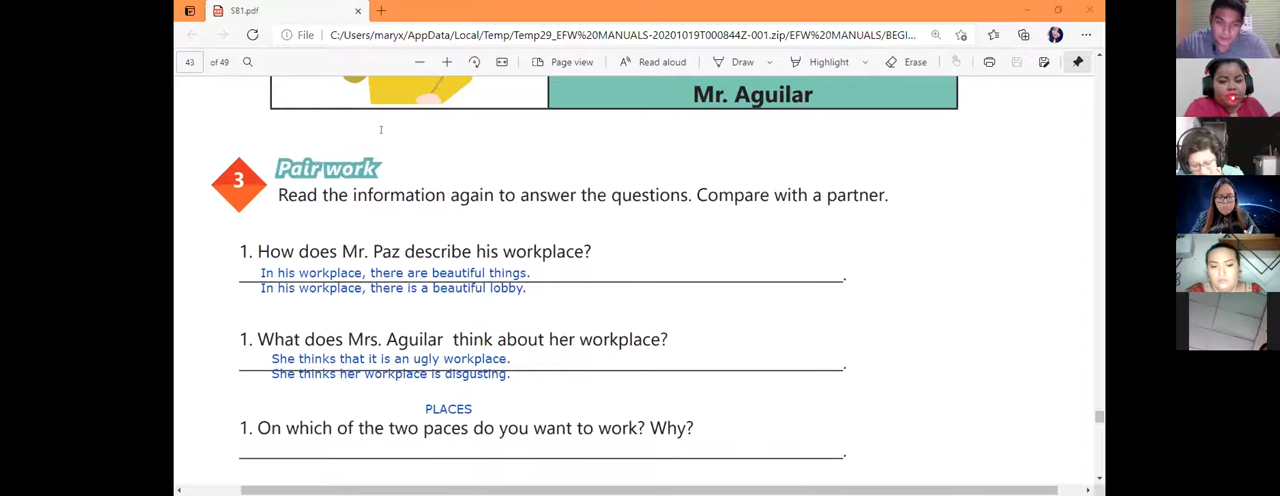 SB1.pdf
File
C:/Users/maryx/AppData/Local/Temp/Temp29_EFW%20MANUALS-20201019T000844Z-001.zip/EFW%20MANUALS/BEGI...
43 of 49
Page view
Read aloud
Draw
Highlight
Erase
Mr. Aguilar
3
Pair work
Read the information again to answer the questions. Compare with a partner.
1. How does Mr. Paz describe his workplace?
In his workplace, there are beautiful things.
In his workplace, there is a beautiful lobby.
1. What does Mrs. Aguilar think about her workplace?
She thinks that it is an ugly workplace.
She thinks her workplace is disgusting.
PLACES
1. On which of the two paces do you want to work? Why?